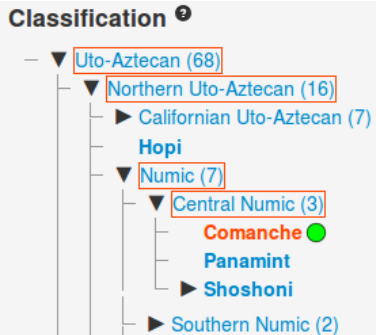 Classification ?
Uto-Aztecan (68)
Northern Uto-Aztecan (16)
Californian Uto-Aztecan (7)
Hopi
Numic (7)
Central Numic (3)
Comanche
Panamint
Shoshoni
Southern Numic (2)